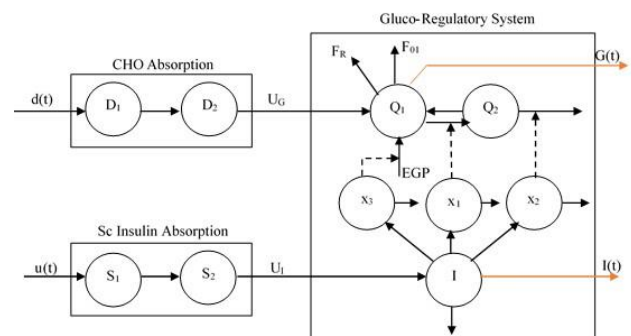 Gluco-Regulatory System
F_R F_01
CHO Absorption
G(t)
d(t) D_1 D_2 U_G Q_1 Q_2
EGP
x_3 x_1 x_2
Sc Insulin Absorption
u(t) S_1 S_2 U_I I I(t)